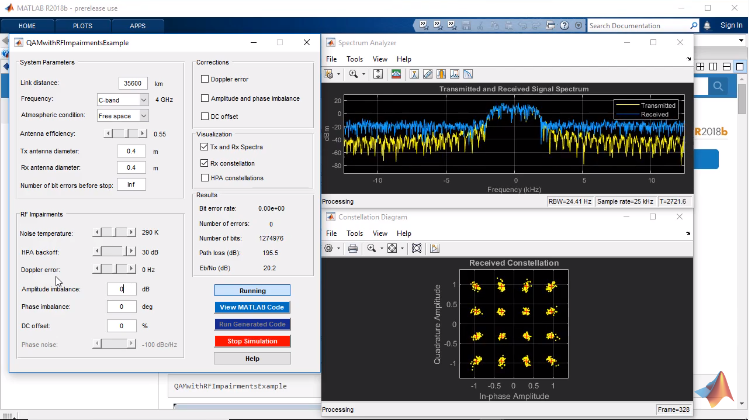 MATLAB R2018b - prerelease use
HOME
PLOTS
APPS
Search Documentation
Sign In
QAMwithRFImpairmentsExample
System Parameters
Link distance: 35600 km
Frequency: C-band 4 GHz
Atmospheric condition: Free space
Antenna efficiency: 0.55
Tx antenna diameter: 0.4 m
Rx antenna diameter: 0.4 m
Number of bit errors before stop: Inf
RF Impairments
Noise temperature: 290 K
HPA backoff: 30 dB
Doppler error: 0 Hz
Amplitude imbalance: 0 dB
Phase imbalance: 0 deg
DC offset: 0 %
Phase noise: -100 dBc/Hz
Corrections
Doppler error
Amplitude and phase imbalance
DC offset
Visualization
Tx and Rx Spectra
Rx constellation
HPA constellations
Results
Bit error rate: 0.00e+00
Number of errors: 0
Number of bits: 1274976
Path loss (dB): 195.5
Eb/No (dB): 20.2
Running
View MATLAB Code
Run Generated Code
Stop Simulation
Help
Spectrum Analyzer
File Tools View Help
Transmitted and Received Signal Spectrum
Transmitted
Received
dBm
20
0
-20
-40
-60
-80
-10
-5
0
5
10
Frequency (kHz)
Processing
RBW=24.41 Hz
Sample rate=25 kHz
T=2721.6
Constellation Diagram
File Tools View Help
Received Constellation
Quadrature Amplitude
1
0.5
0
-0.5
-1
-1
-0.5
0
0.5
1
In-phase Amplitude
Processing
Frame=328
R2018b
QAMwithRFImpairmentsExample